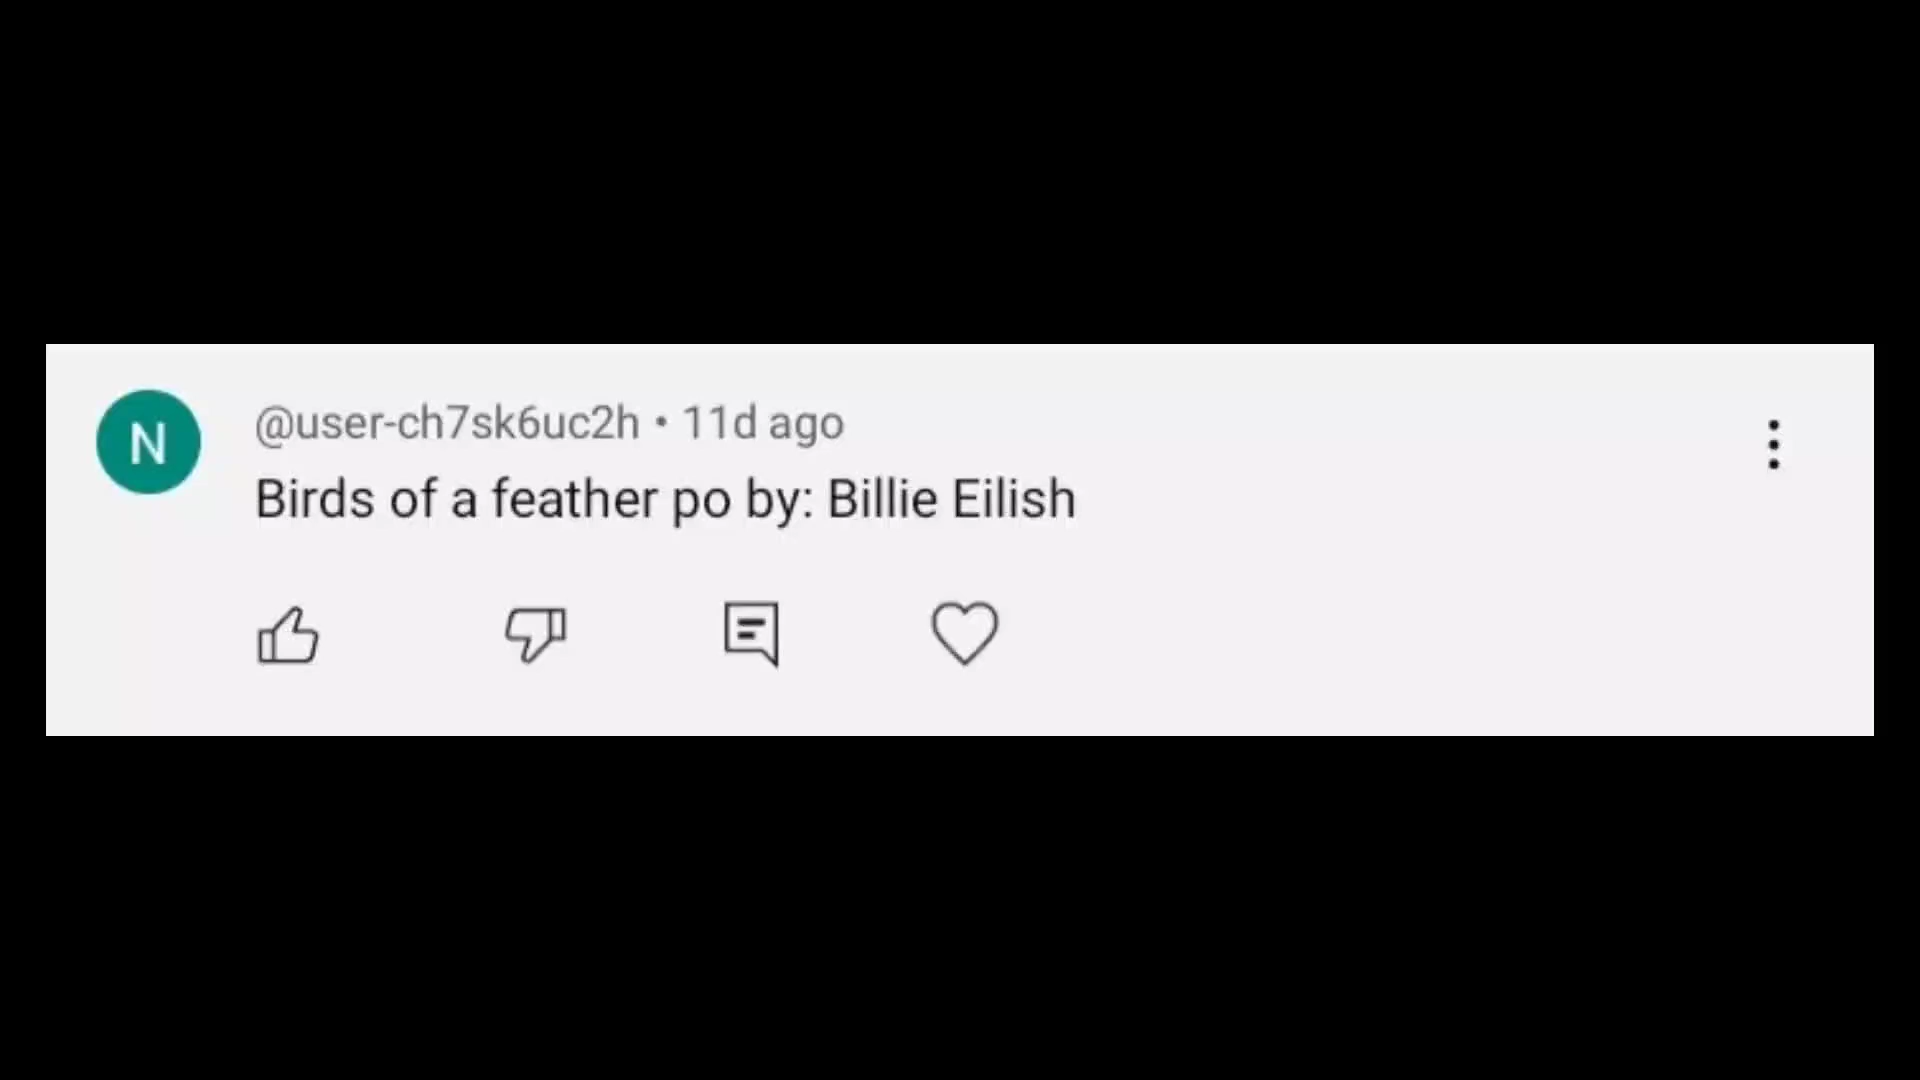 N
@user-ch7sk6uc2h • 11d ago
Birds of a feather po by: Billie Eilish